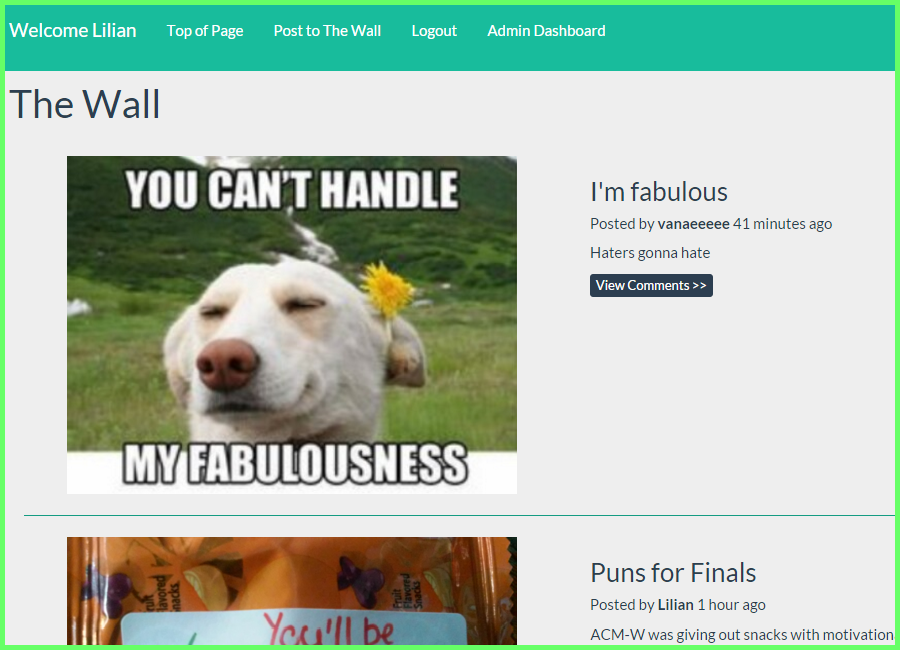 Welcome Lilian Top of Page Post to The Wall Logout Admin Dashboard
The Wall
YOU CAN'T HANDLE
MY FABULOUSNESS
I'm fabulous
Posted by vanaeeeee 41 minutes ago
Haters gonna hate
View Comments >>
Fruit
Flavored
Snacks
Fruit
Flavored
Snacks
You'll be
Puns for Finals
Posted by Lilian 1 hour ago
ACM-W was giving out snacks with